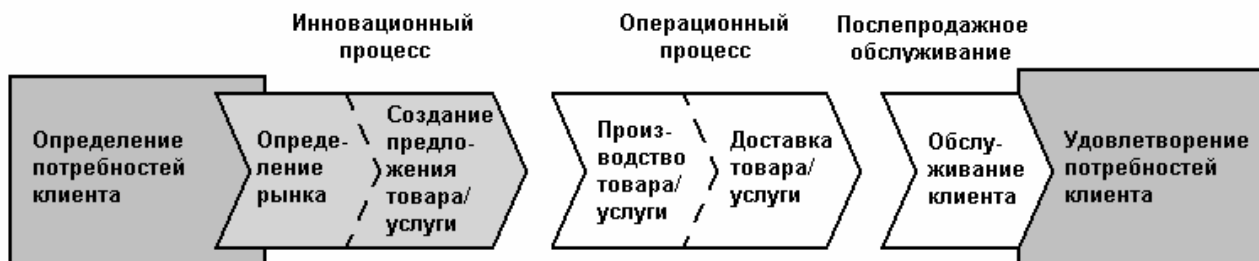 Инновационный
процесс
Операционный
процесс
Послепродажное
обслуживание
Определение
потребностей
клиента
Опреде-
ление
рынка
Создание
предло-
жения
товара/
услуги
Произ-
водство
товара/
услуги
Доставка
товара/
услуги
Обслу-
живание
клиента
Удовлетворение
потребностей
клиента